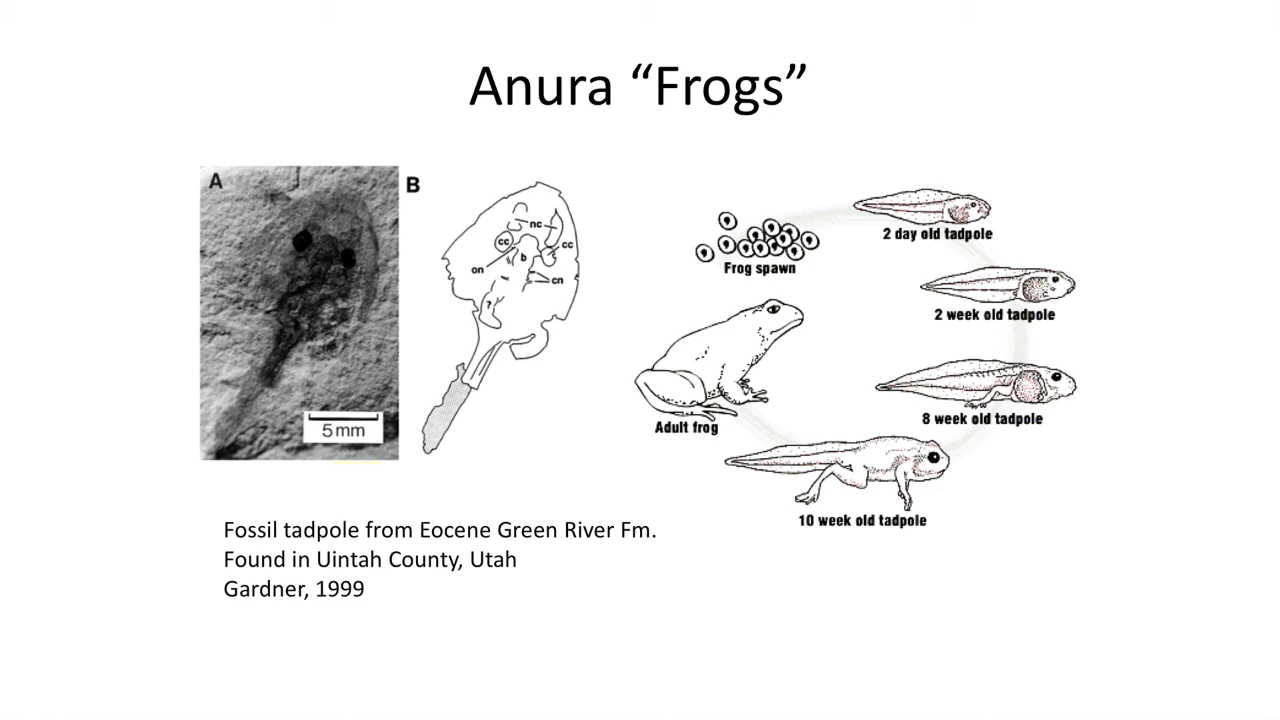 Anura “Frogs”
A
B
nc
cc
cc
on
b
cn
?
5 mm
Frog spawn
2 day old tadpole
2 week old tadpole
8 week old tadpole
10 week old tadpole
Adult frog
Fossil tadpole from Eocene Green River Fm.
Found in Uintah County, Utah
Gardner, 1999